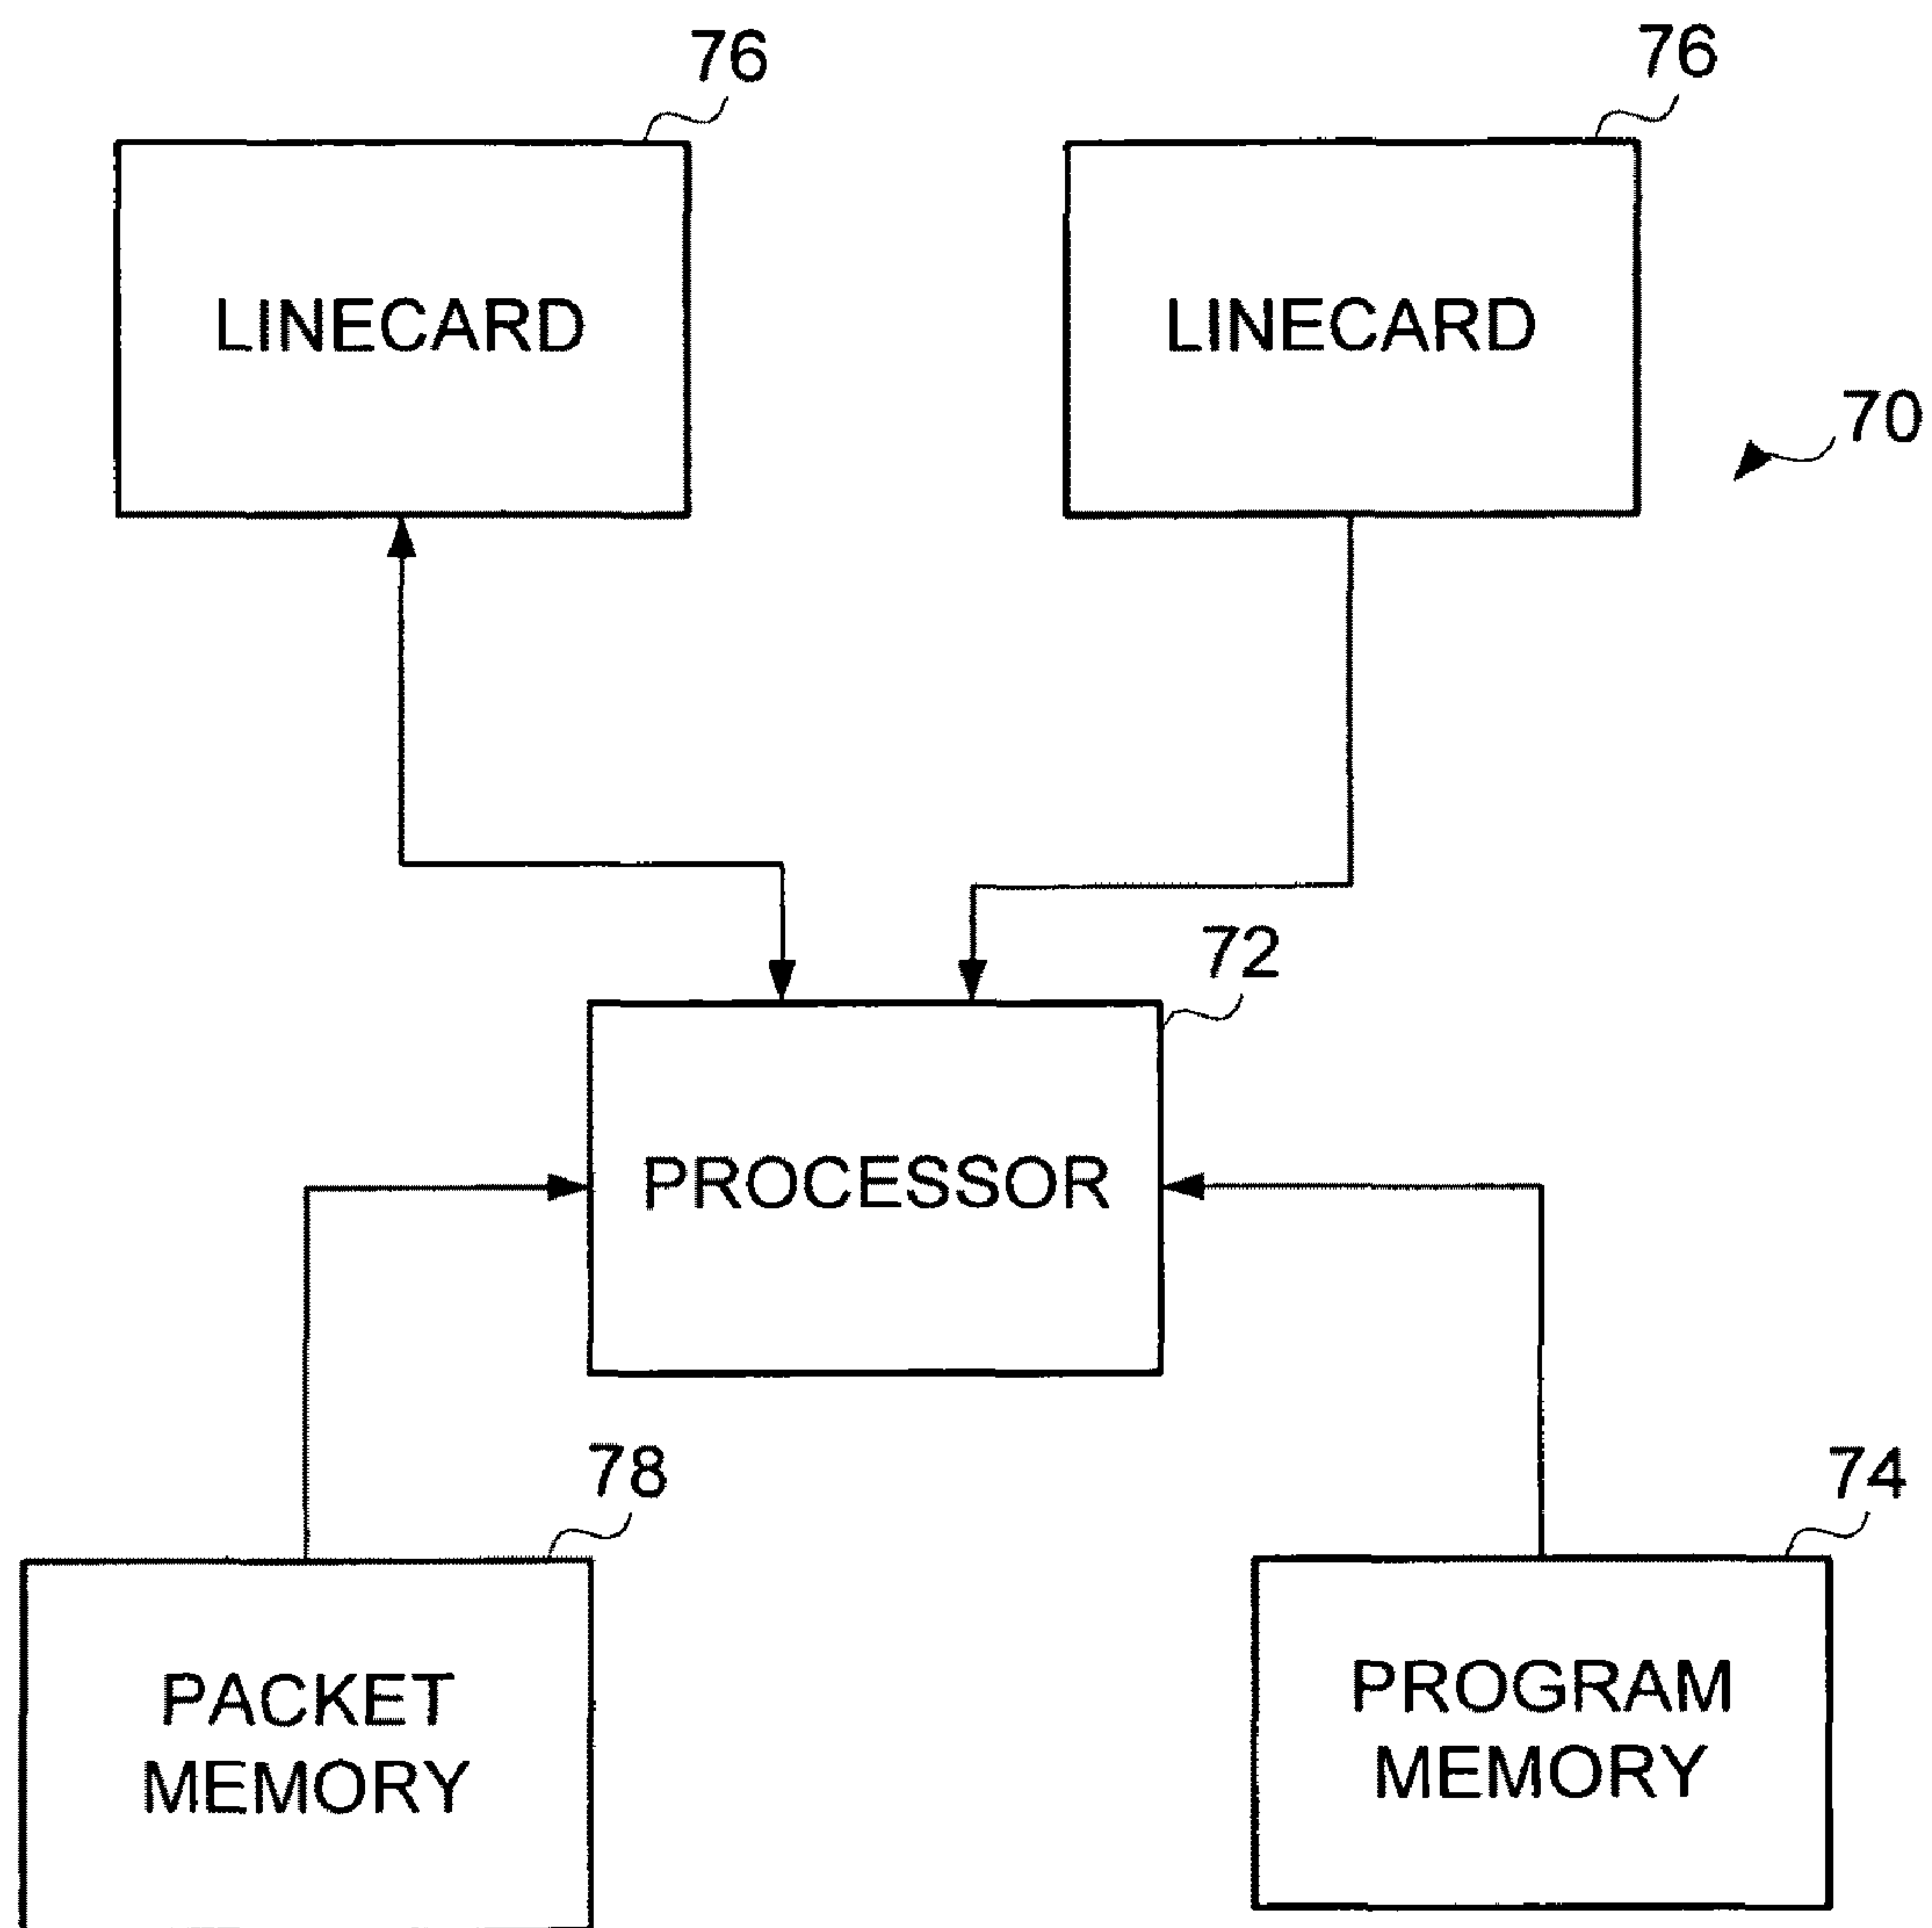 76
76
LINECARD
LINECARD
70
72
PROCESSOR
78
74
PACKET
MEMORY
PROGRAM
MEMORY